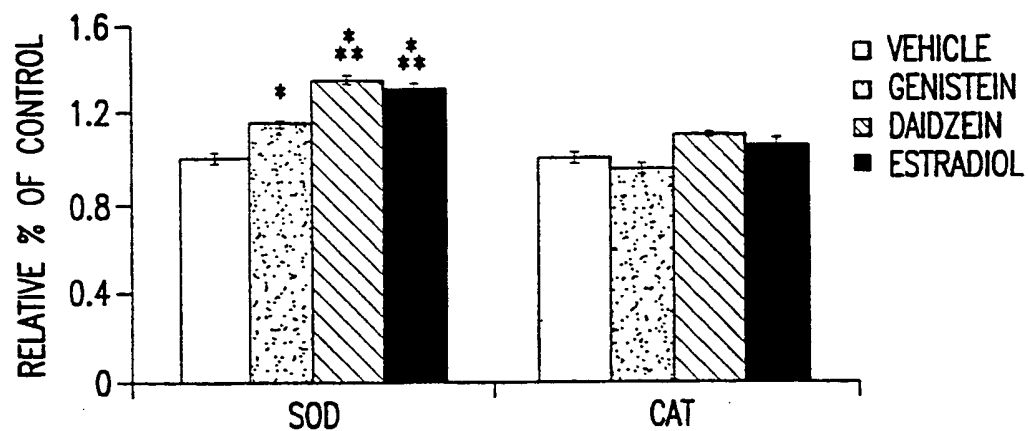 RELATIVE % OF CONTROL
1.6
1.2
0.8
0.4
0
*
*
**
*
**
SOD
CAT
VEHICLE
GENISTEIN
DAIDZEIN
ESTRADIOL